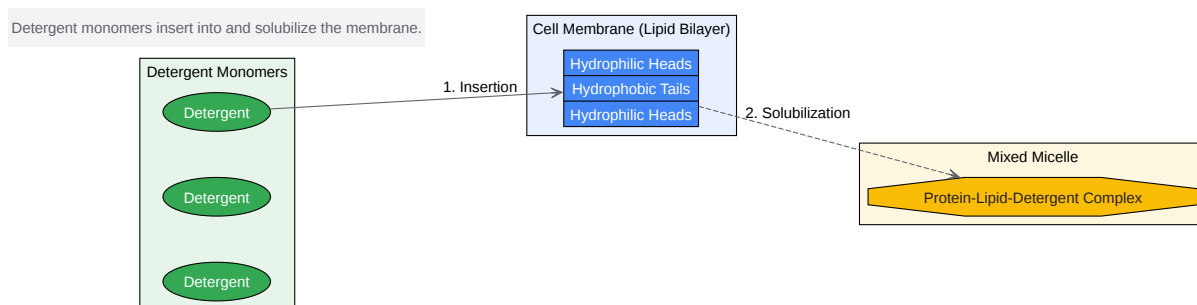 Detergent monomers insert into and solubilize the membrane.
Detergent Monomers
Detergent
Detergent
Detergent
1. Insertion
Cell Membrane (Lipid Bilayer)
Hydrophilic Heads
Hydrophobic Tails
Hydrophilic Heads
2. Solubilization
Mixed Micelle
Protein-Lipid-Detergent Complex